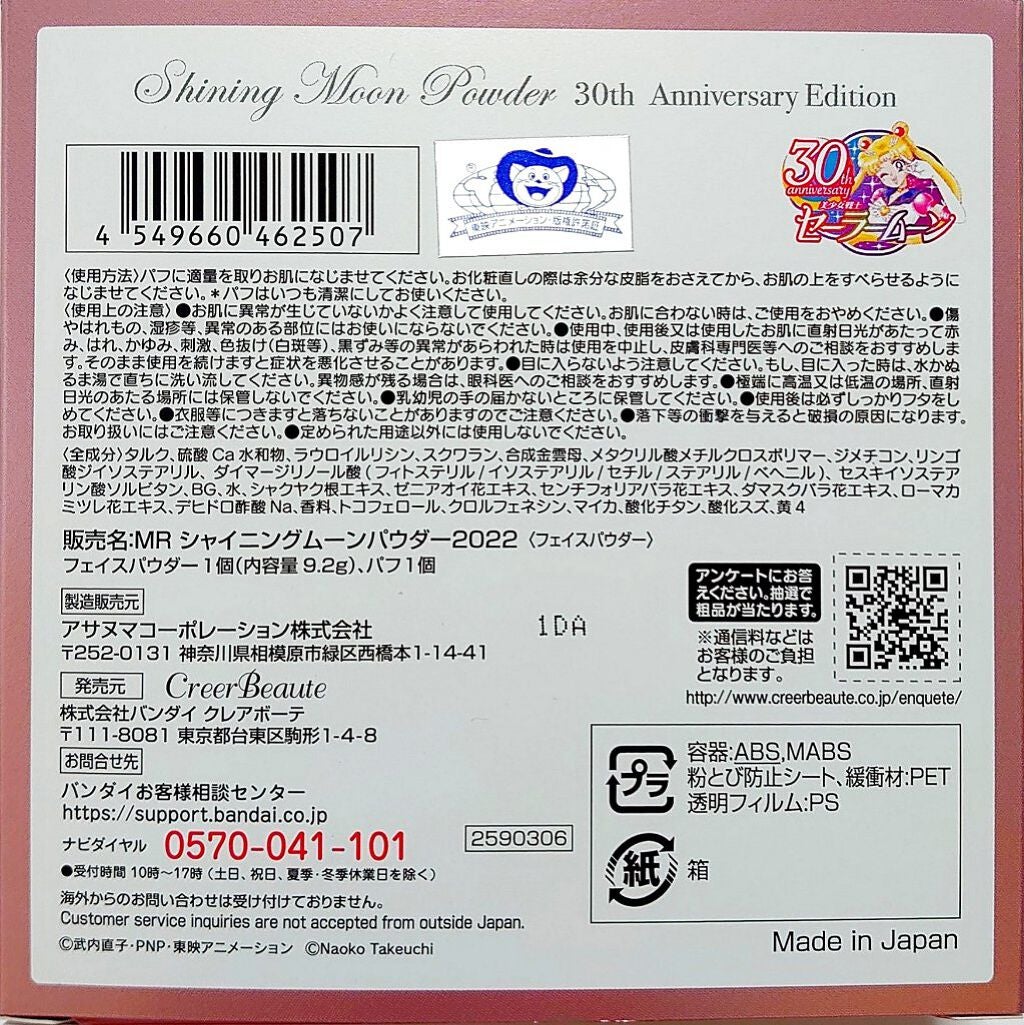 Shining Moon Powder 30th Anniversary Edition
4 549660 462507
東映アニメーション・版権許諾証
30th
anniversary
美少女戦士
セーラームーン
〈使用方法〉パフに適量を取りお肌になじませてください。お化粧直しの際は余分な皮脂をおさえてから、お肌の上をすべらせるように
なじませてください。＊パフはいつも清潔にしてお使いください。
〈使用上の注意〉●お肌に異常が生じていないかよく注意して使用してください。お肌に合わない時は、ご使用をおやめください。●傷
やはれもの、湿疹等、異常のある部位にはお使いにならないでください。●使用中、使用後又は使用したお肌に直射日光があたって赤
み、はれ、かゆみ、刺激、色抜け（白斑等）、黒ずみ等の異常があらわれた時は使用を中止し、皮膚科専門医等へのご相談をおすすめしま
す。そのまま使用を続けますと症状を悪化させることがあります。●目に入らないよう注意してください。もし、目に入った時は、水かぬ
るま湯で直ちに洗い流してください。異物感が残る場合は、眼科医へのご相談をおすすめします。●極端に高温又は低温の場所、直射
日光のあたる場所には保管しないでください。●乳幼児の手の届かないところに保管してください。●使用後は必ずしっかりフタをし
めてください。●衣服等につきますと落ちないことがありますのでご注意ください。●落下等の衝撃を与えると破損の原因になります。
お取り扱いにはご注意ください。●定められた用途以外には使用しないでください。
〈全成分〉タルク、硫酸Ca水和物、ラウロイルリシン、スクワラン、合成金雲母、メタクリル酸メチルクロスポリマー、ジメチコン、リンゴ
酸ジイソステアリル、ダイマージリノール酸（フィトステリル/イソステアリル/セチル/ステアリル/ベヘニル）、セスキイソステア
リン酸ソルビタン、BG、水、シャクヤク根エキス、ゼニアオイ花エキス、センチフォリアバラ花エキス、ダマスクバラ花エキス、ローマカ
ミツレ花エキス、デヒドロ酢酸Na、香料、トコフェロール、クロルフェネシン、マイカ、酸化チタン、酸化スズ、黄4
販売名:MR シャイニングムーンパウダー2022 〈フェイスパウダー〉
フェイスパウダー1個（内容量 9.2g）、パフ1個
製造販売元
アサヌマコーポレーション株式会社
〒252-0131 神奈川県相模原市緑区西橋本1-14-41
1DA
アンケートにお答
えください。抽選で
粗品が当たります。
※通信料などは
お客様のご負担
となります。
http://www.creerbeaute.co.jp/enquete/
発売元 CreerBeaute
株式会社バンダイ クレアボーテ
〒111-8081 東京都台東区駒形1-4-8
お問合せ先
バンダイお客様相談センター
https://support.bandai.co.jp
ナビダイヤル 0570-041-101
●受付時間 10時～17時（土日、祝日、夏季・冬季休業日を除く）
2590306
海外からのお問い合わせは受け付けておりません。
Customer service inquiries are not accepted from outside Japan.
©武内直子・PNP・東映アニメーション ©Naoko Takeuchi
プラ
容器:ABS,MABS
粉とび防止シート、緩衝材:PET
透明フィルム:PS
紙
箱
Made in Japan